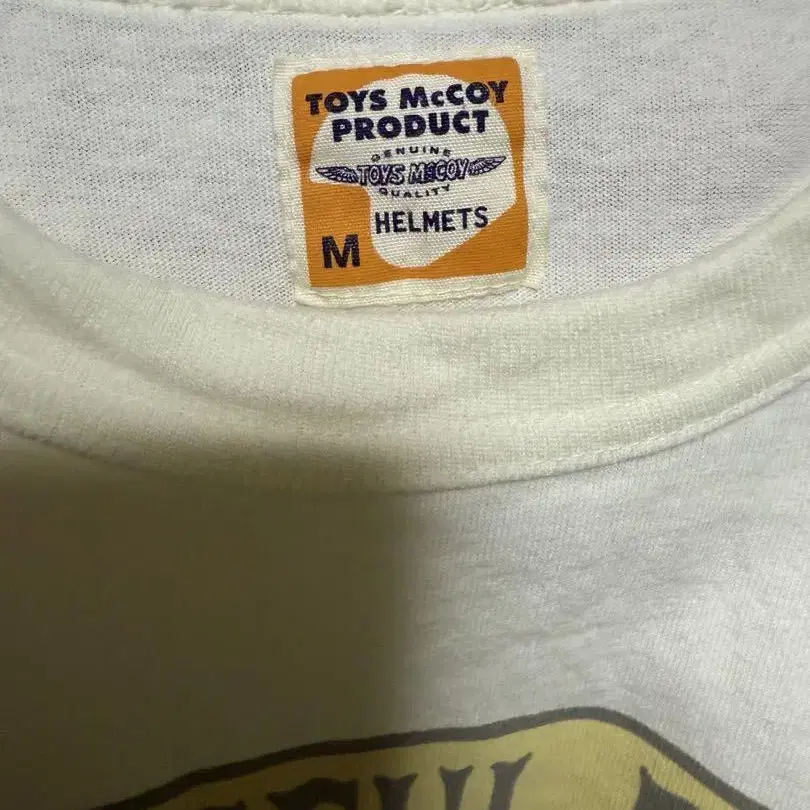 TOYS McCOY
PRODUCT
GENUINE
TOYS McCOY
QUALITY
HELMETS
M